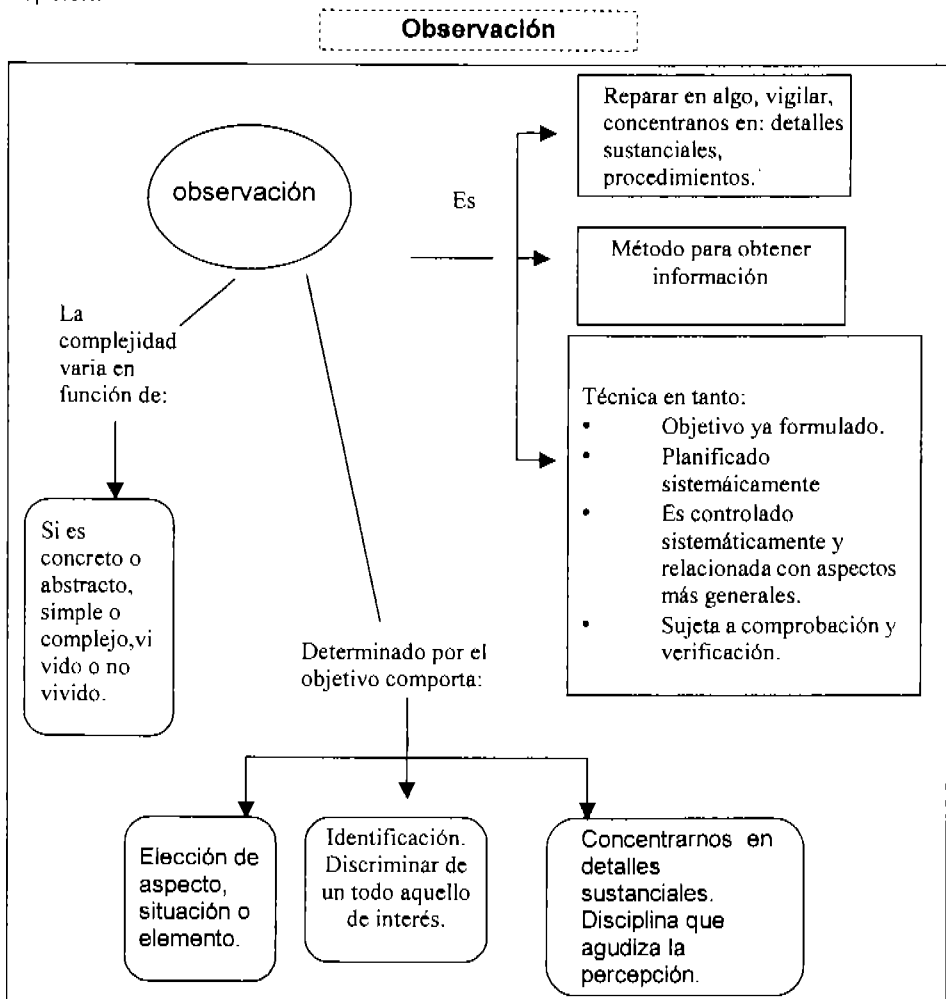 Observación
observación
Es
Reparar en algo, vigilar,
concentranos en: detalles
sustanciales,
procedimientos.
Método para obtener
información
Técnica en tanto:
• Objetivo ya formulado.
• Planificado
sistemáicamente
• Es controlado
sistemáticamente y
relacionada con aspectos
más generales.
• Sujeta a comprobación y
verificación.
La
complejidad
varia en
función de:
Si es
concreto o
abstracto,
simple o
complejo,vi
vido o no
vivido.
Determinado por el
objetivo comporta:
Elección de
aspecto,
situación o
elemento.
Identificación.
Discriminar de
un todo aquello
de interés.
Concentrarnos en
detalles
sustanciales.
Disciplina que
agudiza la
percepción.